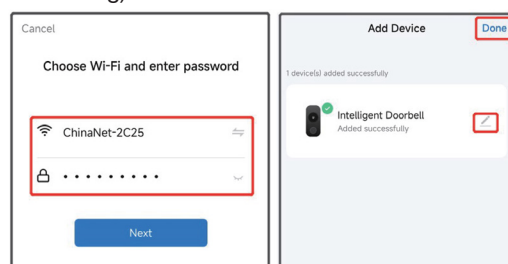 Cancel
Choose Wi-Fi and enter password
ChinaNet-2C25
Next
Add Device
Done
1 device(s) added successfully
Intelligent Doorbell
Added successfully